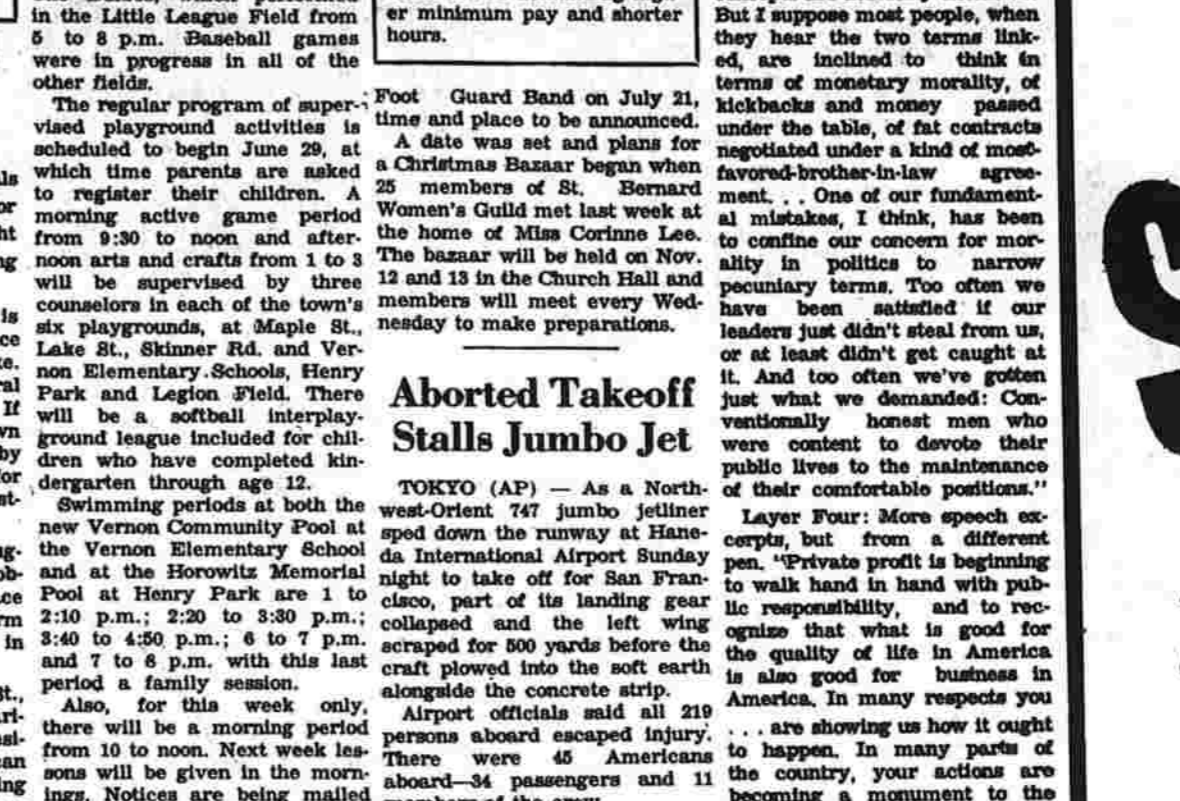 in the Little League Field from
5 to 8 p.m. Baseball games
were in progress in all of the
other fields.
The regular program of super-
vised playground activities is
scheduled to begin June 29, at
which time parents are asked
to register their children. A
morning active game period
from 9:30 to noon and after-
noon arts and crafts from 1 to 3
will be supervised by three
counselors in each of the town's
six playgrounds, at Maple St.,
Lake St., Skinner Rd. and Ver-
non Elementary Schools, Henry
Park and Legion Field. There
will be a softball interplay-
ground league included for chil-
dren who have completed kin-
dergarten through age 12.
Swimming periods at both the
new Vernon Community Pool at
the Vernon Elementary School
and at the Horowitz Memorial
Pool at Henry Park are 1 to
2:10 p.m.; 2:20 to 3:30 p.m.;
3:40 to 4:50 p.m.; 6 to 7 p.m.
and 7 to 8 p.m. with this last
period a family session.
Also, for this week only,
there will be a morning period
from 10 to noon. Next week les-
sons will be given in the morn-
ings. Notices are being mailed
er minimum pay and shorter
hours.
Foot Guard Band on July 21,
time and place to be announced.
A date was set and plans for
a Christmas Bazaar began when
25 members of St. Bernard
Women's Guild met last week at
the home of Miss Corinne Lee.
The bazaar will be held on Nov.
12 and 13 in the Church Hall and
members will meet every Wed-
nesday to make preparations.
Aborted Takeoff
Stalls Jumbo Jet
TOKYO (AP) — As a North-
west-Orient 747 jumbo jetliner
sped down the runway at Hane-
da International Airport Sunday
night to take off for San Fran-
cisco, part of its landing gear
collapsed and the left wing
scraped for 500 yards before the
craft plowed into the soft earth
alongside the concrete strip.
Airport officials said all 219
persons aboard escaped injury.
There were 45 Americans
aboard—34 passengers and 11
But I suppose most people, when
they hear the two terms link-
ed, are inclined to think in
terms of monetary morality, of
kickbacks and money passed
under the table, of fat contracts
negotiated under a kind of most-
favored-brother-in-law agree-
ment. . . One of our fundament-
al mistakes, I think, has been
to confine our concern for mor-
ality in politics to narrow
pecuniary terms. Too often we
have been satisfied if our
leaders just didn't steal from us,
or at least didn't get caught at
it. And too often we've gotten
just what we demanded: Con-
ventionally honest men who
were content to devote their
public lives to the maintenance
of their comfortable positions."
Layer Four: More speech ex-
cerpts, but from a different
pen. "Private profit is beginning
to walk hand in hand with pub-
lic responsibility, and to rec-
ognize that what is good for
the quality of life in America
is also good for business in
America. In many respects you
. . . are showing us how it ought
to happen. In many parts of
the country, your actions are
becoming a monument to the